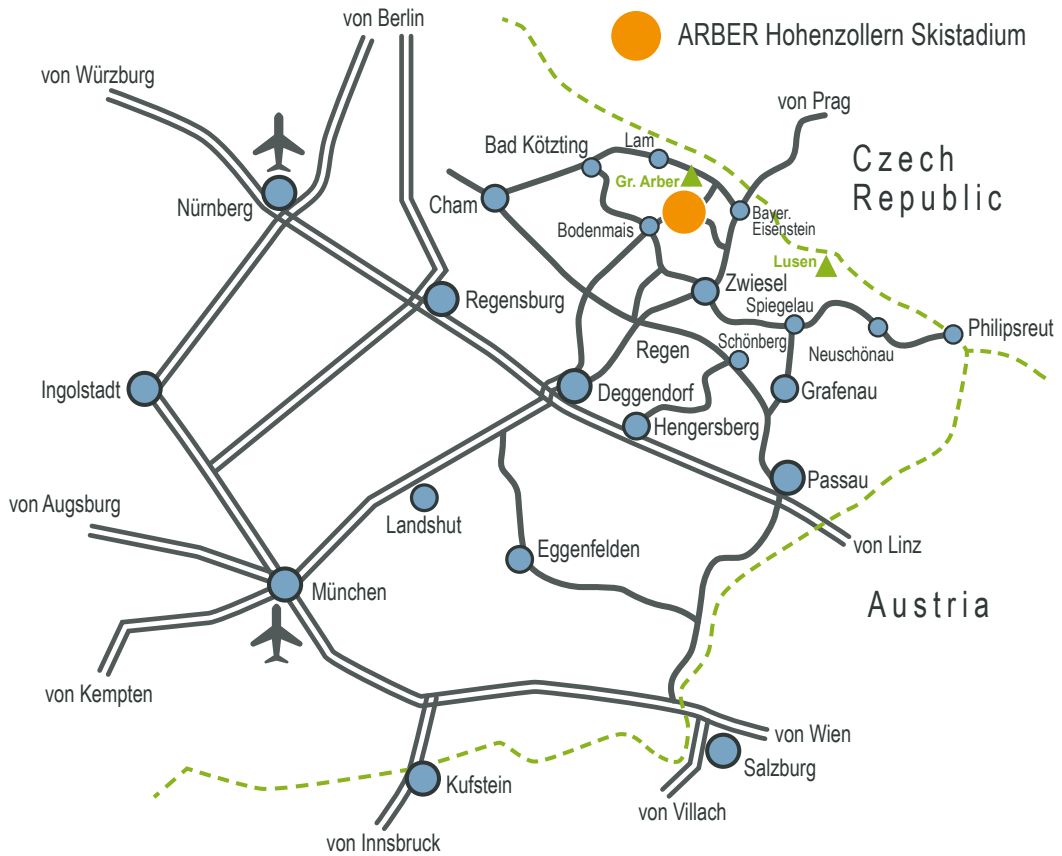 von Berlin
ARBER Hohenzollern Skistadium
von Würzburg
von Prag
Bad Kötzting
Lam
Czech
Republic
Gr. Arber
Nürnberg
Cham
Bodenmais
Bayer.
Eisenstein
Lusen
Zwiesel
Regensburg
Spiegelau
Philipsreut
Regen
Schönberg
Neuschönau
Ingolstadt
Deggendorf
Grafenau
Hengersberg
Passau
von Augsburg
Landshut
von Linz
Eggenfelden
München
Austria
von Kempten
von Wien
Salzburg
Kufstein
von Villach
von Innsbruck